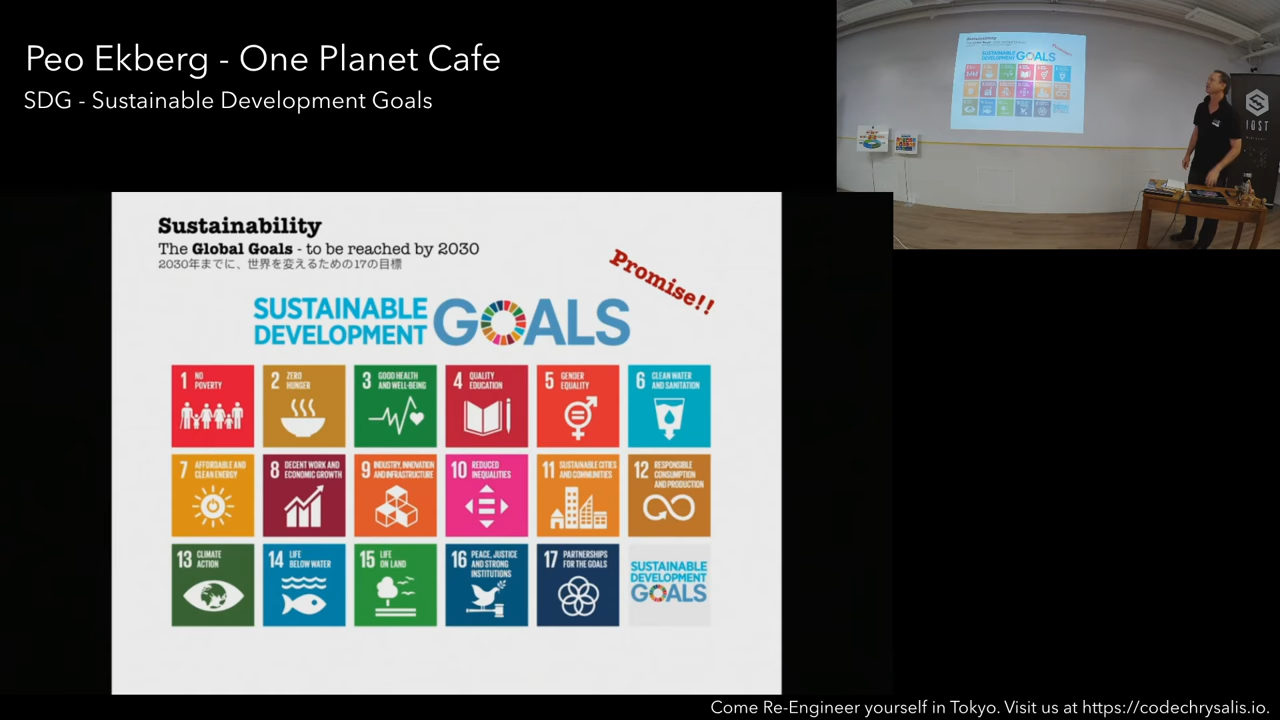 Peo Ekberg - One Planet Cafe
SDG - Sustainable Development Goals
Sustainability
The Global Goals - to be reached by 2030
2030年までに、世界を変えるための17の目標
Promise!!
SUSTAINABLE
DEVELOPMENT GOALS
1 NO
POVERTY
2 ZERO
HUNGER
3 GOOD HEALTH
AND WELL-BEING
4 QUALITY
EDUCATION
5 GENDER
EQUALITY
6 CLEAN WATER
AND SANITATION
7 AFFORDABLE AND
CLEAN ENERGY
8 DECENT WORK AND
ECONOMIC GROWTH
9 INDUSTRY, INNOVATION
AND INFRASTRUCTURE
10 REDUCED
INEQUALITIES
11 SUSTAINABLE CITIES
AND COMMUNITIES
12 RESPONSIBLE
CONSUMPTION
AND PRODUCTION
13 CLIMATE
ACTION
14 LIFE
BELOW WATER
15 LIFE
ON LAND
16 PEACE, JUSTICE
AND STRONG
INSTITUTIONS
17 PARTNERSHIPS
FOR THE GOALS
SUSTAINABLE
DEVELOPMENT
GOALS
Sustainability
SUSTAINABLE
DEVELOPMENT GOALS
IOST
Come Re-Engineer yourself in Tokyo. Visit us at https://codechrysalis.io.